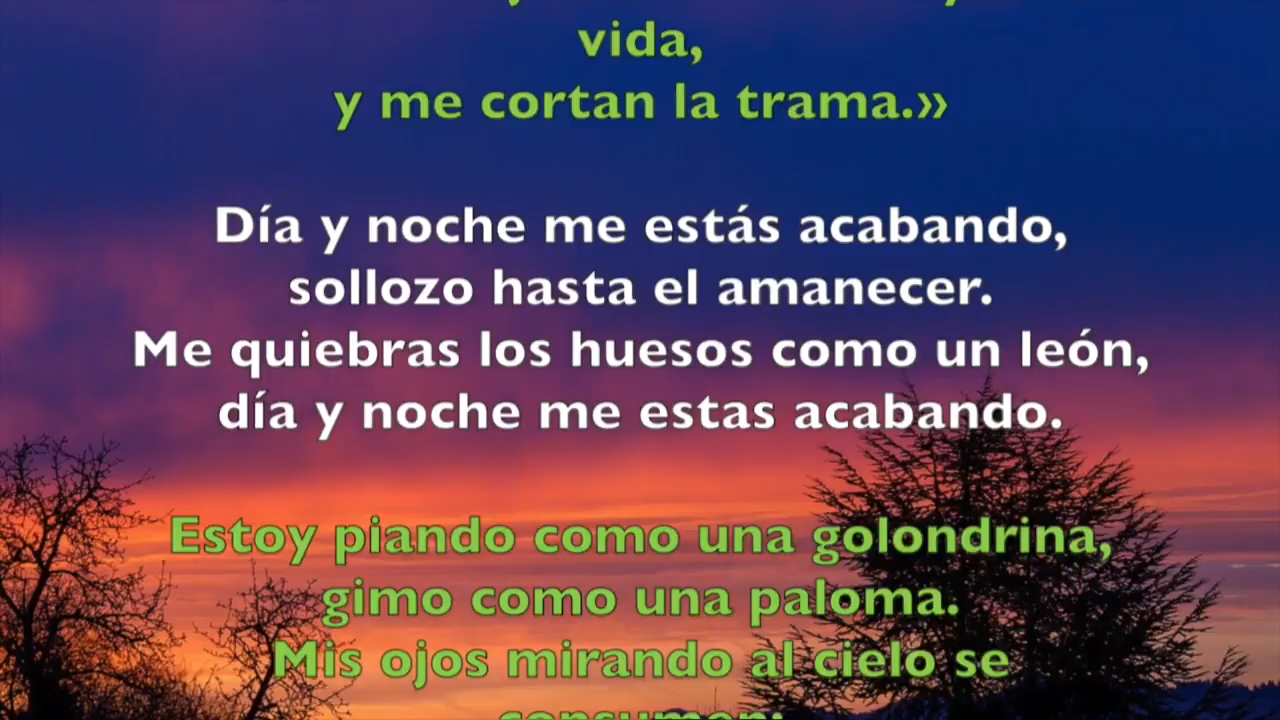 vida,
y me cortan la trama.»
Día y noche me estás acabando,
sollozo hasta el amanecer.
Me quiebras los huesos como un león,
día y noche me estas acabando.
Estoy piando como una golondrina,
gimo como una paloma.
Mis ojos mirando al cielo se
consumen: